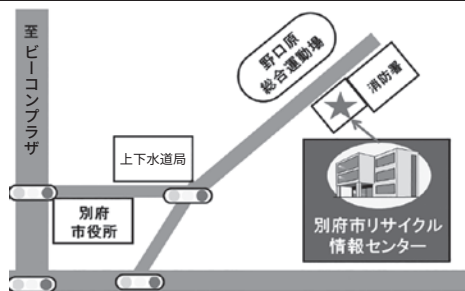 至ビーコンプラザ
野口原
総合運動場
消防署
上下水道局
別府
市役所
別府市リサイクル
情報センター